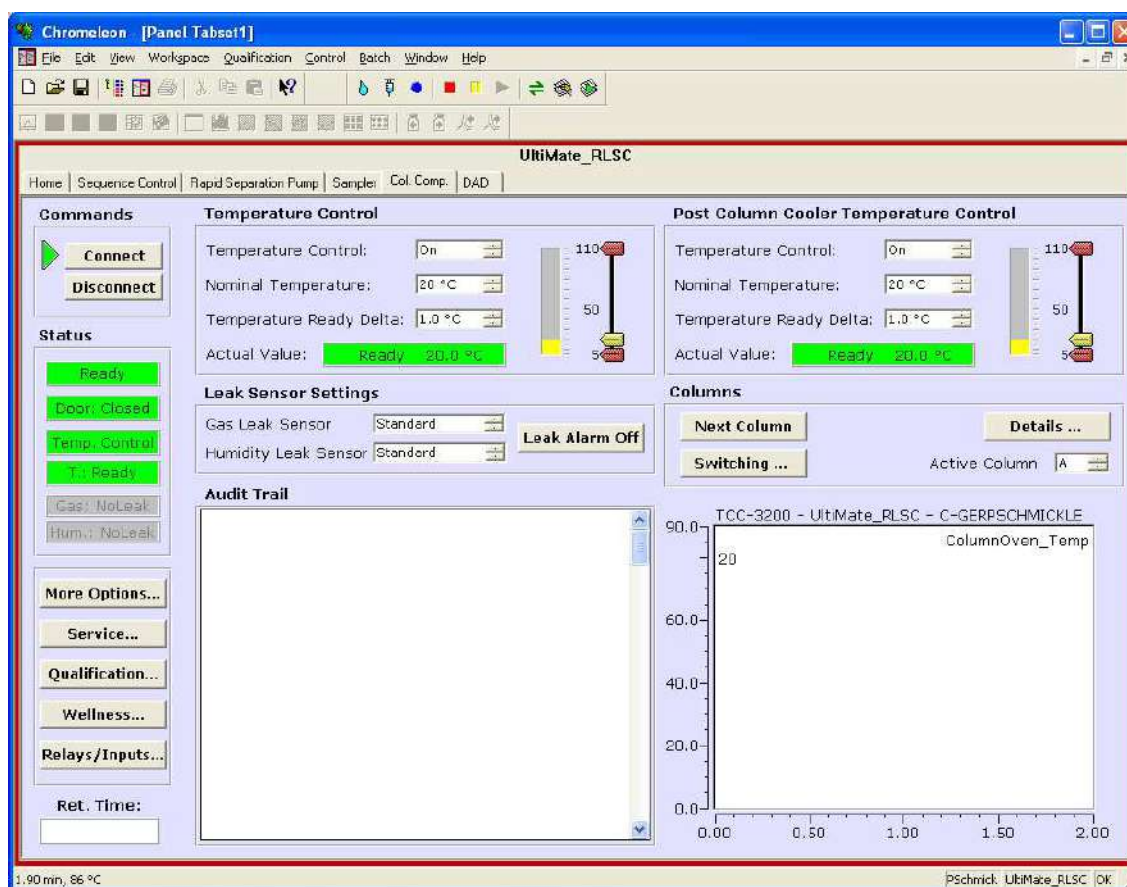 Chromeleon - [Panel Tabset1]
File Edit View Workspace Qualification Control Batch Window Help
UltiMate_RLSC
Home Sequence Control Rapid Separation Pump Sampler Col. Comp. DAD
Commands
Connect
Disconnect
Status
Ready
Door: Closed
Temp. Control
T.: Ready
Gas: NoLeak
Hum.: NoLeak
More Options...
Service...
Qualification...
Wellness...
Relays/Inputs...
Ret. Time:
Temperature Control
Temperature Control: On
Nominal Temperature: 20 °C
Temperature Ready Delta: 1.0 °C
Actual Value: Ready 20.0 °C
110
50
5
Post Column Cooler Temperature Control
Temperature Control: On
Nominal Temperature: 20 °C
Temperature Ready Delta: 1.0 °C
Actual Value: Ready 20.0 °C
110
50
5
Leak Sensor Settings
Gas Leak Sensor Standard
Humidity Leak Sensor Standard
Leak Alarm Off
Columns
Next Column
Details ...
Switching ...
Active Column A
Audit Trail
TCC-3200 - UltiMate_RLSC - C-GERPSCHMICKLE
ColumnOven_Temp
20
90.0
60.0
40.0
20.0
0.0
0.00 0.50 1.00 1.50 2.00
1.90 min, 86 °C
PSchmick UltiMate_RLSC OK